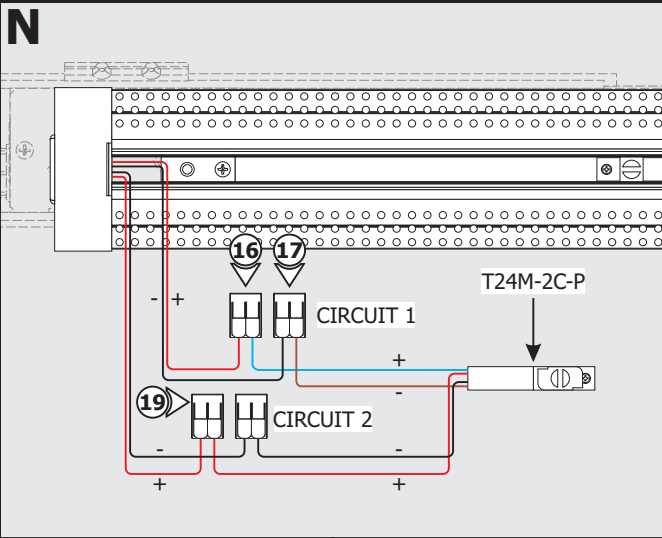 N
16 17
T24M-2C-P
- +
CIRCUIT 1
+
-
19
CIRCUIT 2
- -
+ +